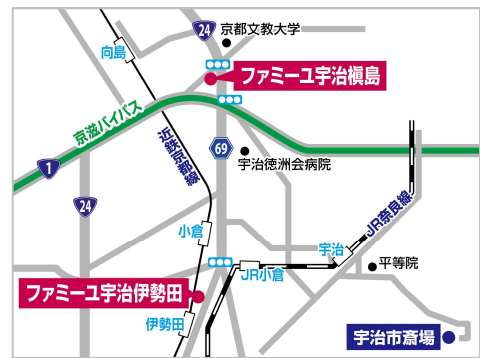 24
京都文教大学
向島
ファミーユ宇治槇島
京滋バイパス
近鉄京都線
69
宇治徳洲会病院
1
24
JR奈良線
小倉
宇治
平等院
JR小倉
ファミーユ宇治伊勢田
伊勢田
宇治市斎場